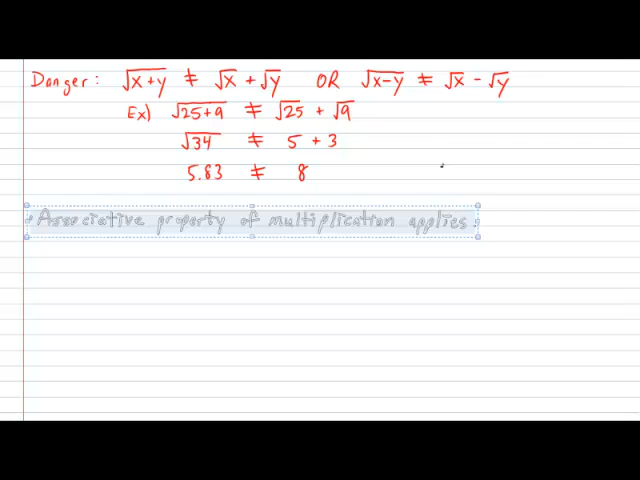 Danger: √x+y ≠ √x + √y OR √x-y ≠ √x - √y
Ex) √25+9 ≠ √25 + √9
√34 ≠ 5 + 3
5.83 ≠ 8
· Associative property of multiplication applies.